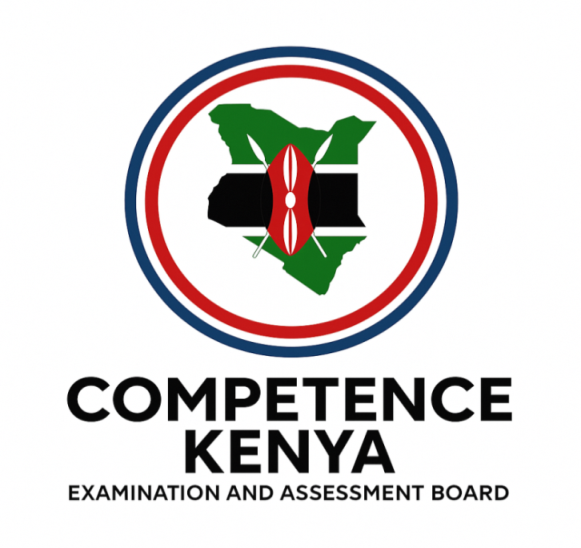 COMPETENCE
KENYA
EXAMINATION AND ASSESSMENT BOARD